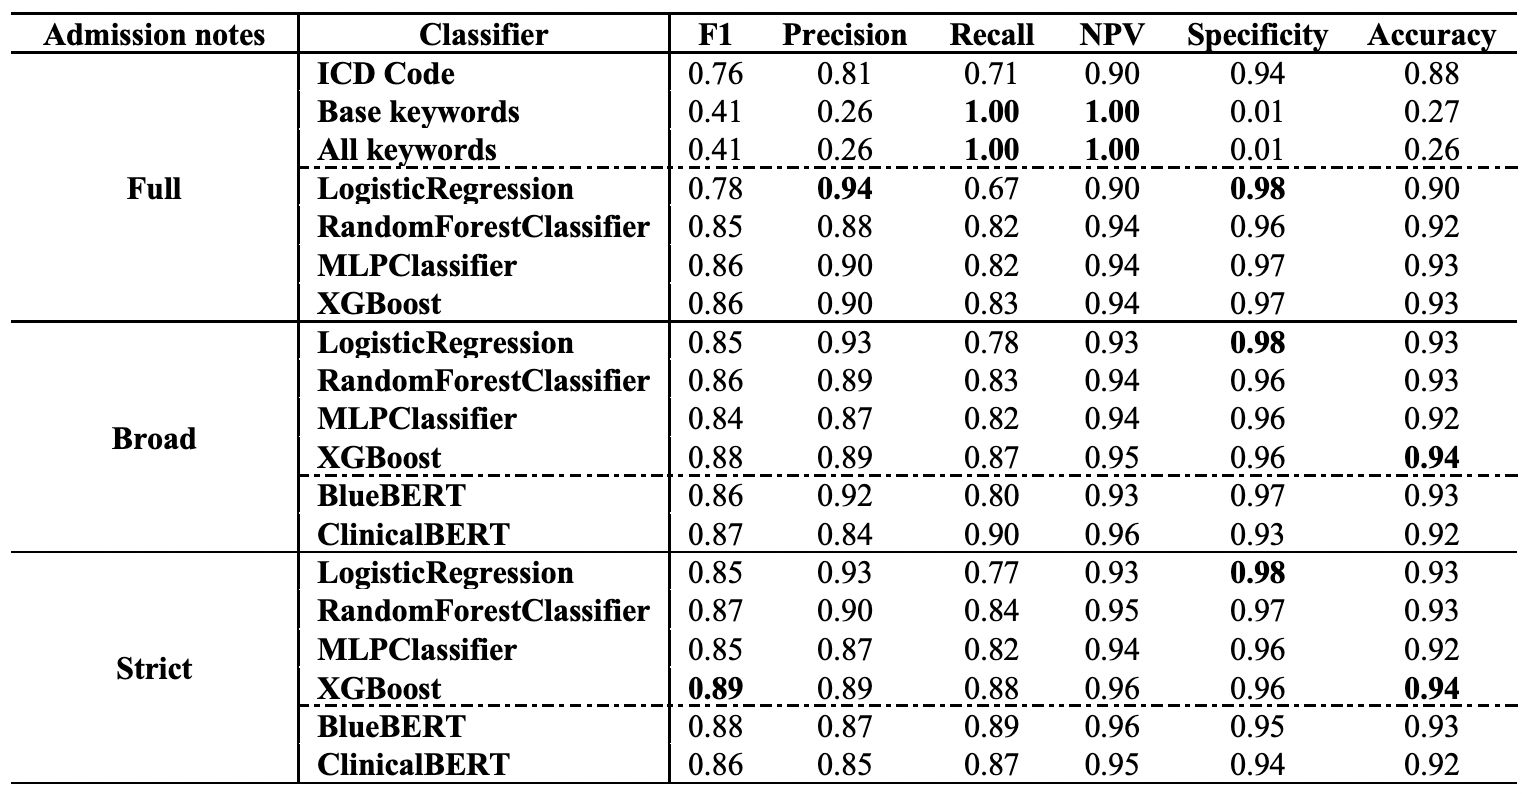 Admission notes Classifier F1 Precision Recall NPV Specificity Accuracy
ICD Code 0.76 0.81 0.71 0.90 0.94 0.88
Base keywords 0.41 0.26 1.00 1.00 0.01 0.27
All keywords 0.41 0.26 1.00 1.00 0.01 0.26
Full LogisticRegression 0.78 0.94 0.67 0.90 0.98 0.90
RandomForestClassifier 0.85 0.88 0.82 0.94 0.96 0.92
MLPClassifier 0.86 0.90 0.82 0.94 0.97 0.93
XGBoost 0.86 0.90 0.83 0.94 0.97 0.93
LogisticRegression 0.85 0.93 0.78 0.93 0.98 0.93
RandomForestClassifier 0.86 0.89 0.83 0.94 0.96 0.93
MLPClassifier 0.84 0.87 0.82 0.94 0.96 0.92
Broad XGBoost 0.88 0.89 0.87 0.95 0.96 0.94
BlueBERT 0.86 0.92 0.80 0.93 0.97 0.93
ClinicalBERT 0.87 0.84 0.90 0.96 0.93 0.92
LogisticRegression 0.85 0.93 0.77 0.93 0.98 0.93
RandomForestClassifier 0.87 0.90 0.84 0.95 0.97 0.93
MLPClassifier 0.85 0.87 0.82 0.94 0.96 0.92
Strict XGBoost 0.89 0.89 0.88 0.96 0.96 0.94
BlueBERT 0.88 0.87 0.89 0.96 0.95 0.93
ClinicalBERT 0.86 0.85 0.87 0.95 0.94 0.92